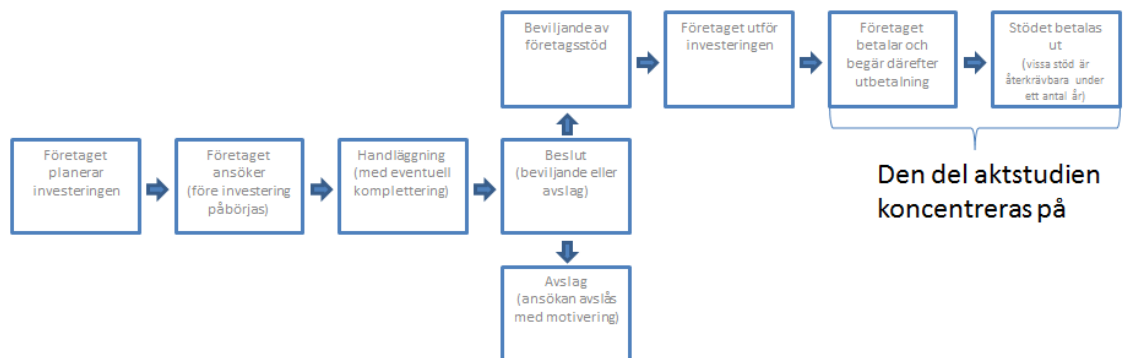 Beviljande av
företagsstöd
Företaget utför
investeringen
Företaget
betalar och
begär därefter
utbetalning
Stödet betalas
ut
(vissa stöd är
återkrävbara under
ett antal år)
Företaget
planerar
investeringen
Företaget
ansöker
(före investering
påbörjas)
Handläggning
(med eventuell
komplettering)
Beslut
(beviljande eller
avslag)
Den del aktstudien
koncentreras på
Avslag
(ansökan avslås
med motivering)